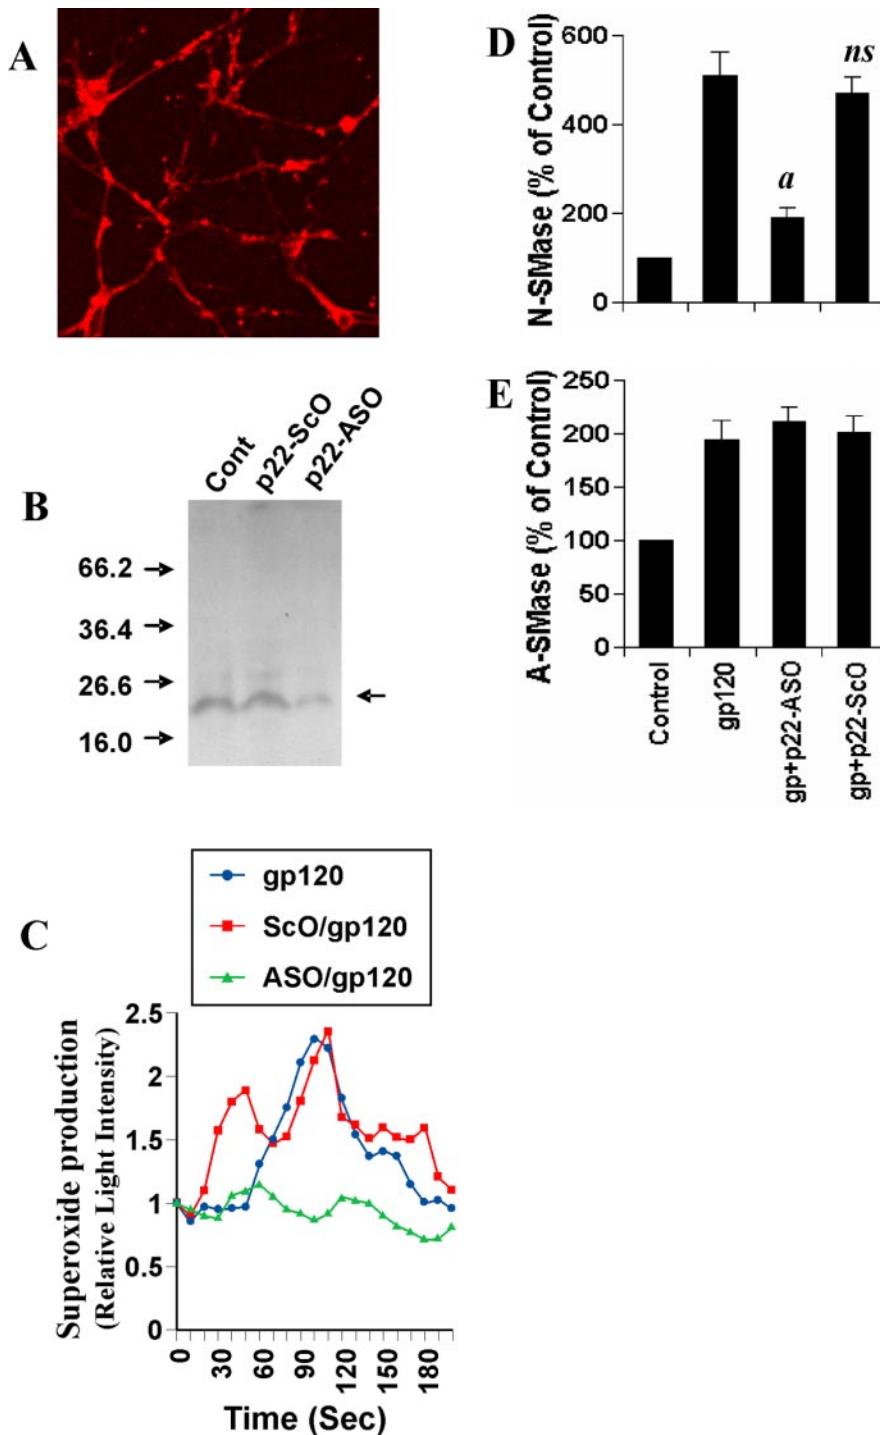 A
B
Cont
p22-ScO
p22-ASO
66.2
36.4
26.6
16.0
C
gp120
ScO/gp120
ASO/gp120
Superoxide production
(Relative Light Intensity)
2.5
2
1.5
1
0.5
0
0
30
60
90
120
150
180
Time (Sec)
D
N-SMase (% of Control)
600
400
200
0
a
ns
E
A-SMase (% of Control)
250
200
150
100
50
0
Control
gp120
gp+p22-ASO
gp+p22-ScO